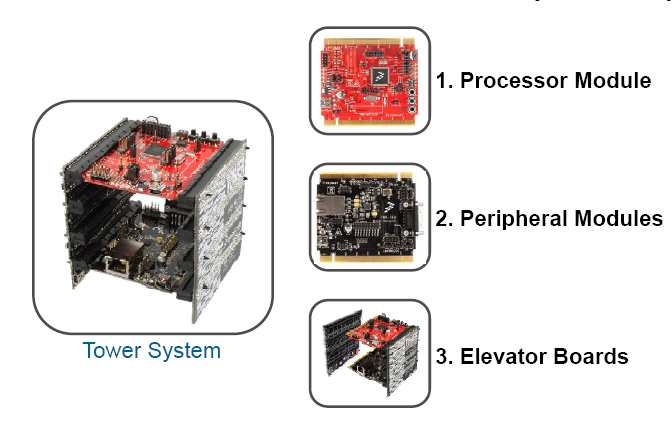 1. Processor Module
2. Peripheral Modules
Tower System
3. Elevator Boards